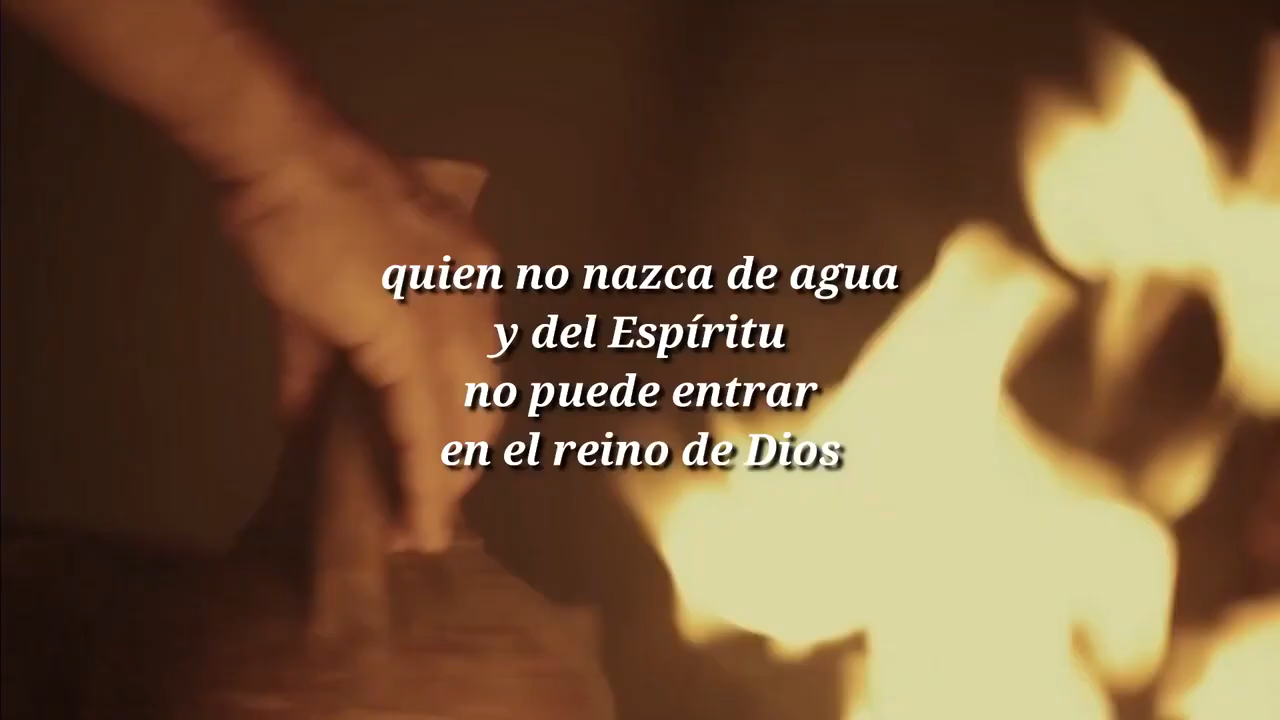 quien no nazca de agua
y del Espíritu
no puede entrar
en el reino de Dios